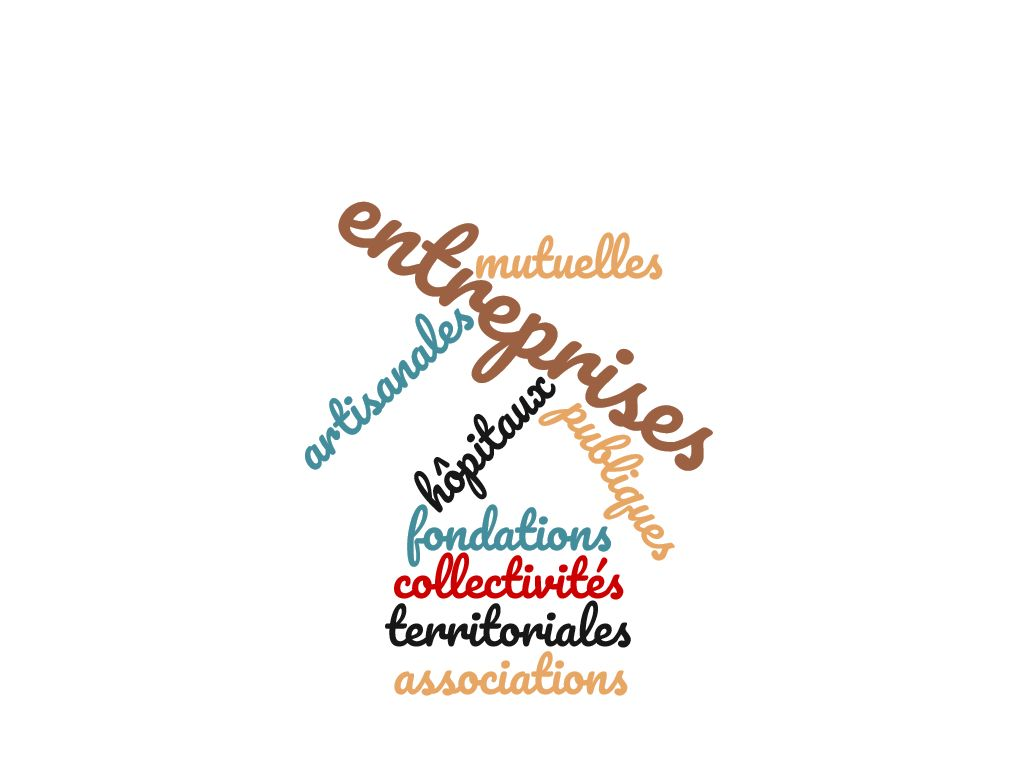 entreprises
mutuelles
artisanales
hôpitaux
publiques
fondations
collectivités
territoriales
associations